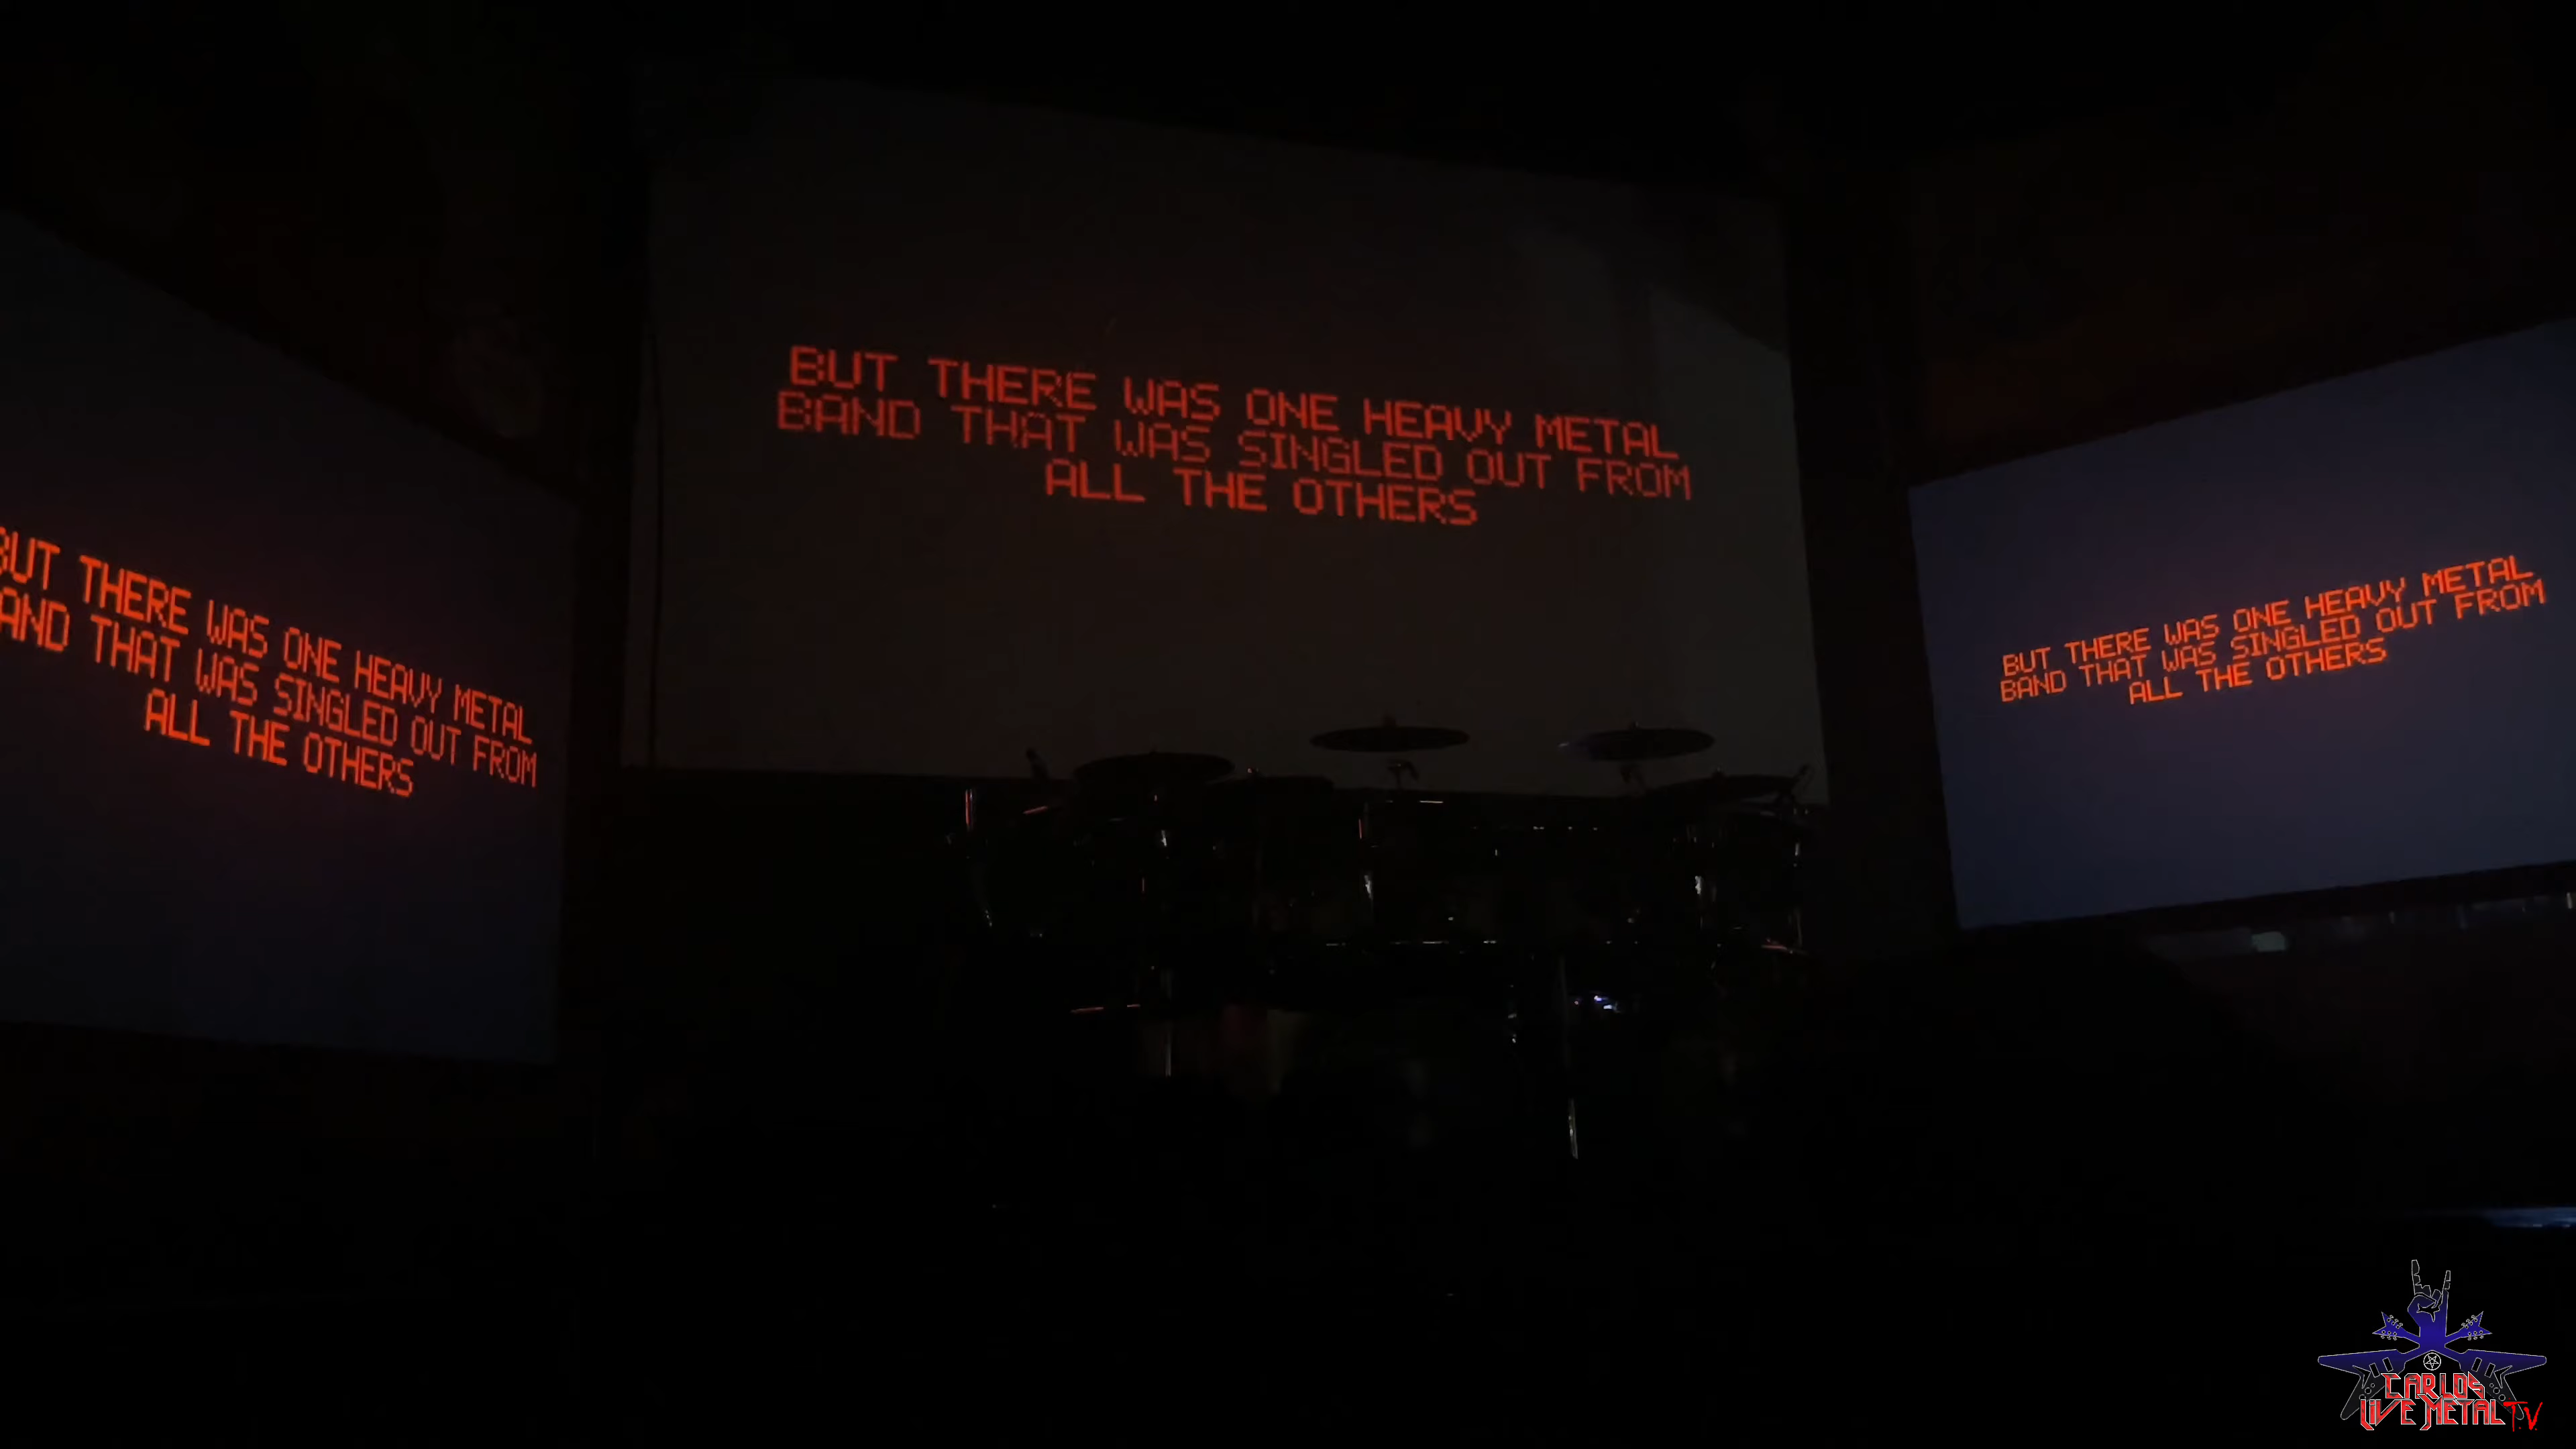 BUT THERE WAS ONE HEAVY METAL
BAND THAT WAS SINGLED OUT FROM
ALL THE OTHERS
BUT THERE WAS ONE HEAVY METAL
AND THAT WAS SINGLED OUT FROM
ALL THE OTHERS
BUT THERE WAS ONE HEAVY METAL
BAND THAT WAS SINGLED OUT FROM
ALL THE OTHERS
CARLOS
LIVE METAL T.V.